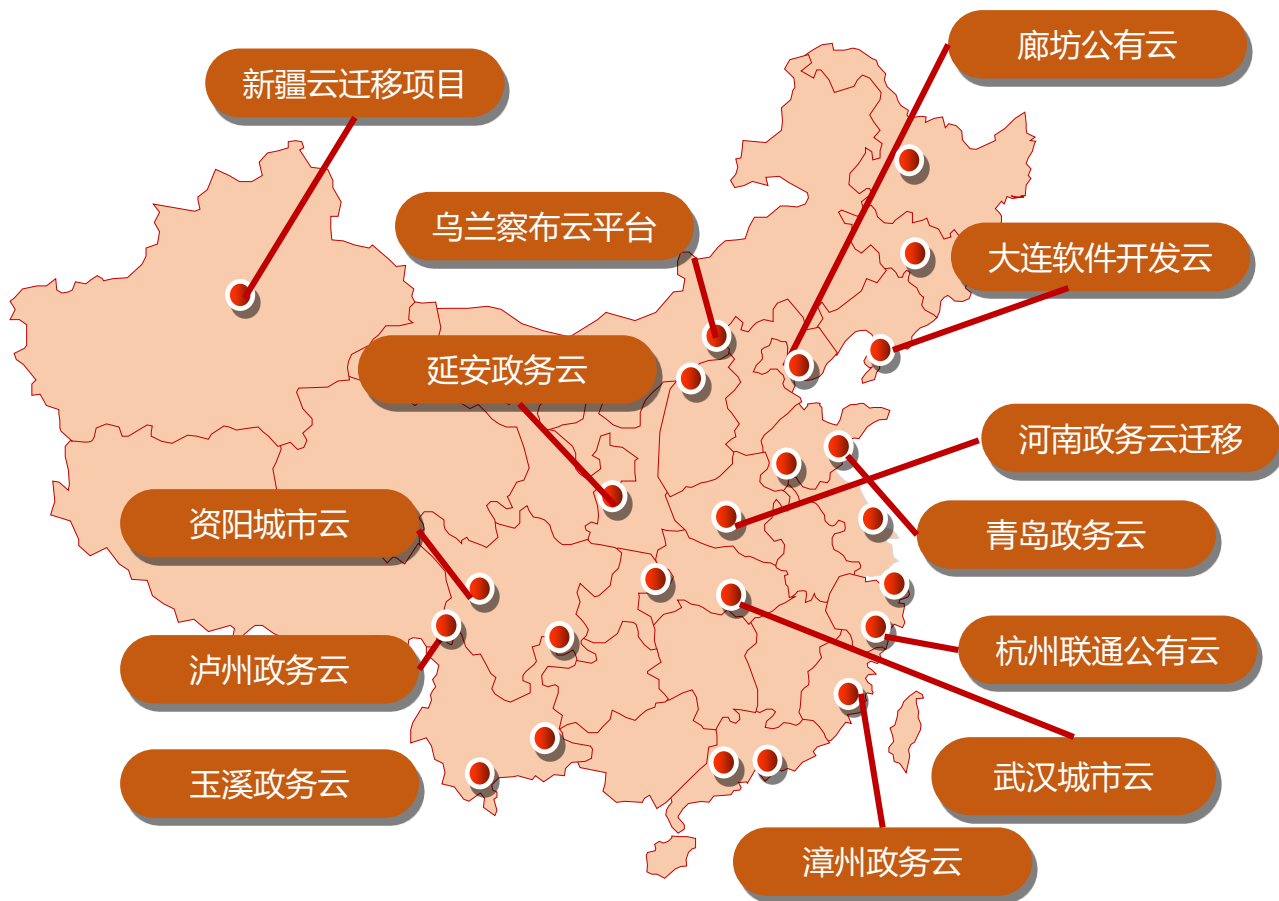 廊坊公有云
新疆云迁移项目
乌兰察布云平台
大连软件开发云
延安政务云
河南政务云迁移
资阳城市云
青岛政务云
杭州联通公有云
泸州政务云
武汉城市云
玉溪政务云
漳州政务云